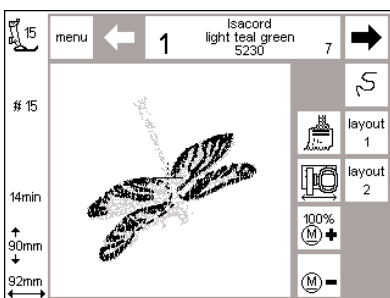 15
menu
1
Isacord
light teal green
5230
7
# 15
layout
1
14min
layout
2
90mm
100%
M
92mm
M